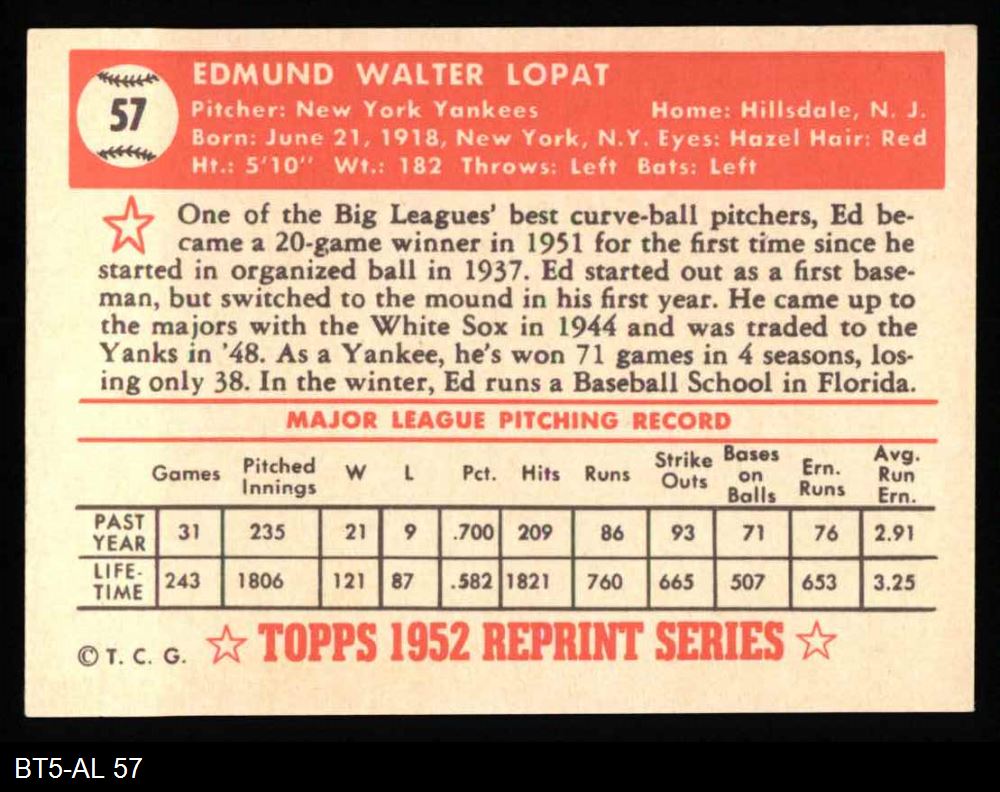 57
EDMUND WALTER LOPAT
Pitcher: New York Yankees Home: Hillsdale, N. J.
Born: June 21, 1918, New York, N.Y. Eyes: Hazel Hair: Red
Ht.: 5'10" Wt.: 182 Throws: Left Bats: Left
One of the Big Leagues' best curve-ball pitchers, Ed be-
came a 20-game winner in 1951 for the first time since he
started in organized ball in 1937. Ed started out as a first base-
man, but switched to the mound in his first year. He came up to
the majors with the White Sox in 1944 and was traded to the
Yanks in '48. As a Yankee, he's won 71 games in 4 seasons, los-
ing only 38. In the winter, Ed runs a Baseball School in Florida.
MAJOR LEAGUE PITCHING RECORD
Games Pitched Innings W L Pct. Hits Runs Strike Outs Bases on Balls Ern. Runs Avg. Run Ern.
PAST YEAR 31 235 21 9 .700 209 86 93 71 76 2.91
LIFE-TIME 243 1806 121 87 .582 1821 760 665 507 653 3.25
© T. C. G. TOPPS 1952 REPRINT SERIES
BT5-AL 57